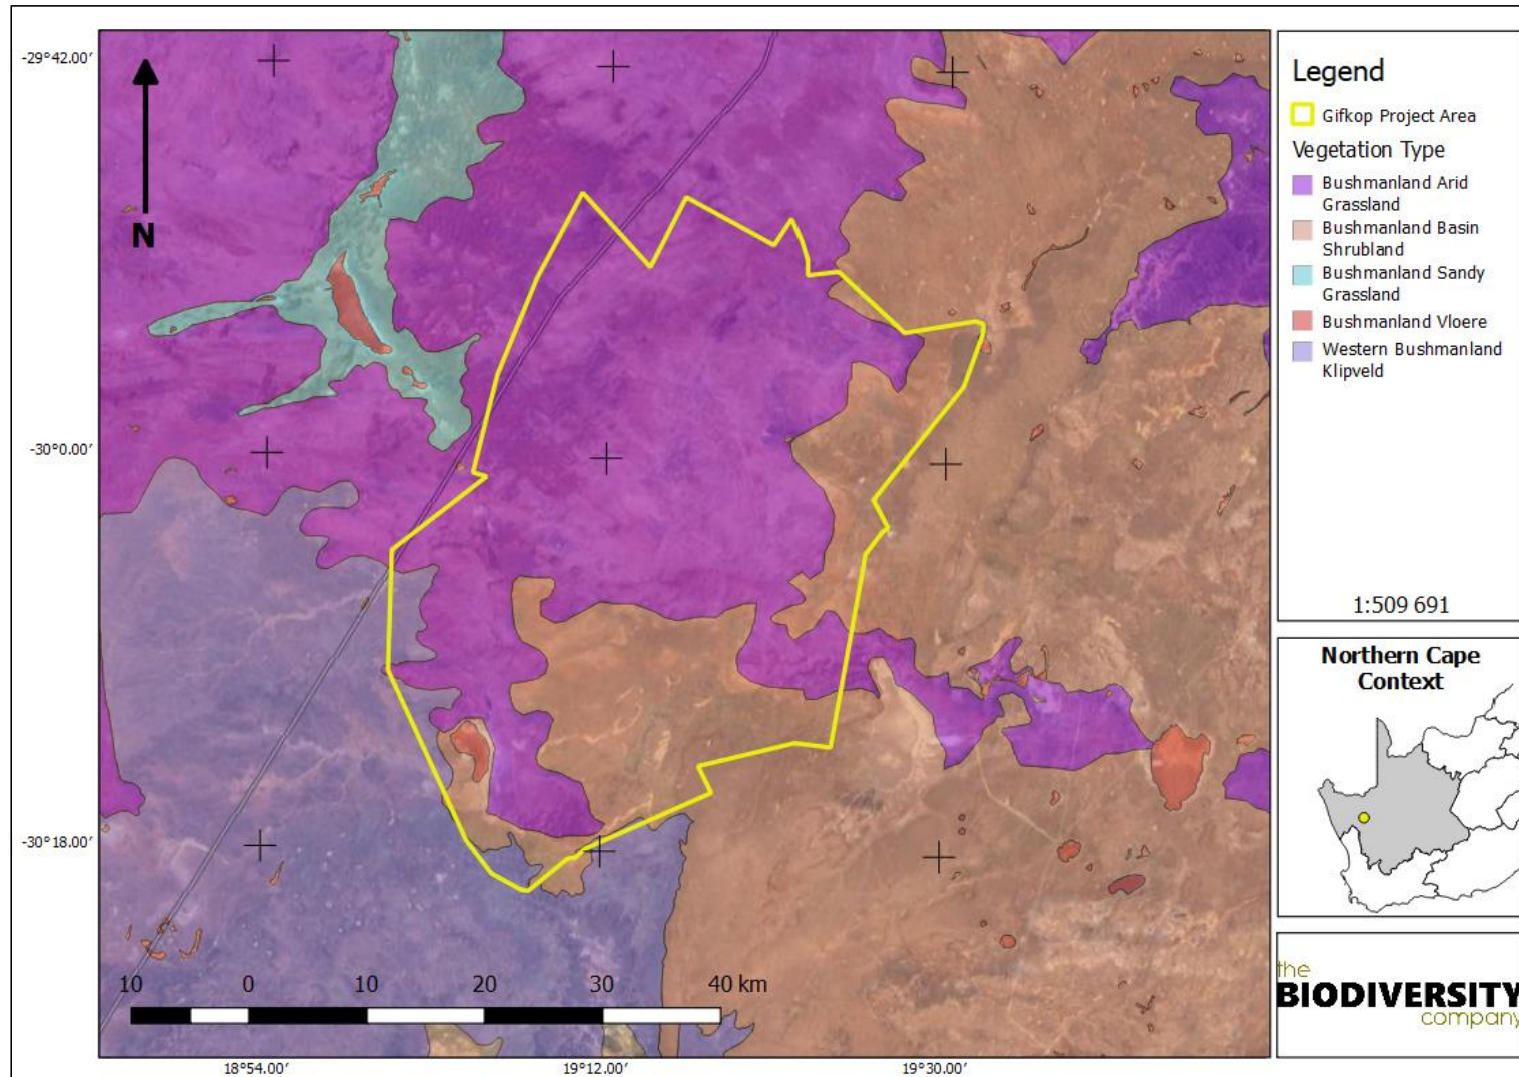 -29°42.00'
-30°0.00'
-30°18.00'
N
10 0 10 20 30 40 km
18°54.00' 19°12.00' 19°30.00'
Legend
Gifkop Project Area
Vegetation Type
Bushmanland Arid
Grassland
Bushmanland Basin
Shrubland
Bushmanland Sandy
Grassland
Bushmanland Vloere
Western Bushmanland
Klipveld
1:509 691
Northern Cape
Context
the
BIODIVERSITY
company